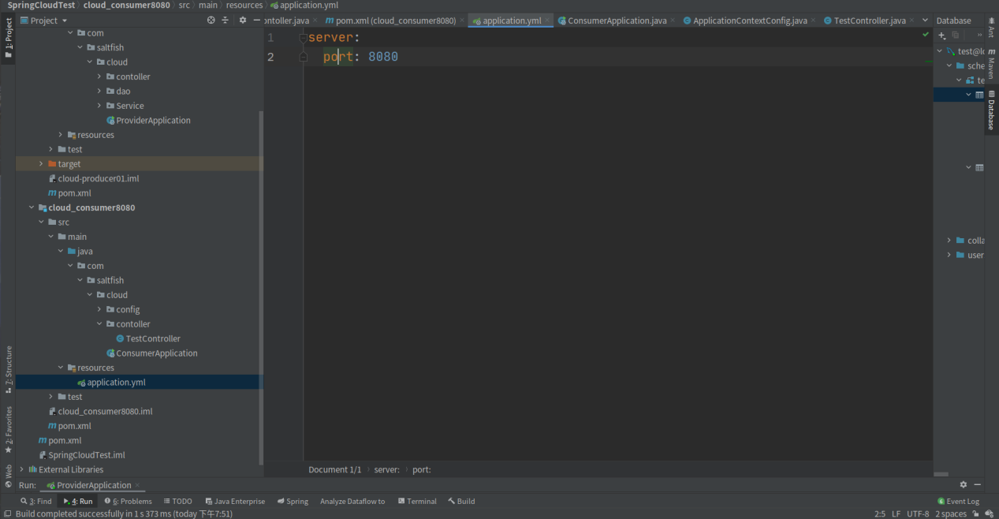 SpringCloudTest cloud_consumer8080 src main resources application.yml
Project
ontoller.java
pom.xml (cloud_consumer8080)
application.yml
ConsumerApplication.java
ApplicationContextConfig.java
TestController.java
Database
1: Project
com
saltfish
cloud
contoller
dao
Service
ProviderApplication
resources
test
target
cloud-producer01.iml
pom.xml
cloud_consumer8080
src
main
java
com
saltfish
cloud
config
contoller
TestController
ConsumerApplication
resources
application.yml
test
cloud_consumer8080.iml
pom.xml
pom.xml
SpringCloudTest.iml
External Libraries
7: Structure
2: Favorites
Web
1 server:
2 port: 8080
Document 1/1 server: port:
test@lo
sche
te
colla
user
Ant
Maven
Database
Run: ProviderApplication
3: Find 4: Run 6: Problems TODO Java Enterprise Spring Analyze Dataflow to Terminal Build 6 Event Log
Build completed successfully in 1 s 373 ms (today 下午7:51) 2:5 LF UTF-8 2 spaces